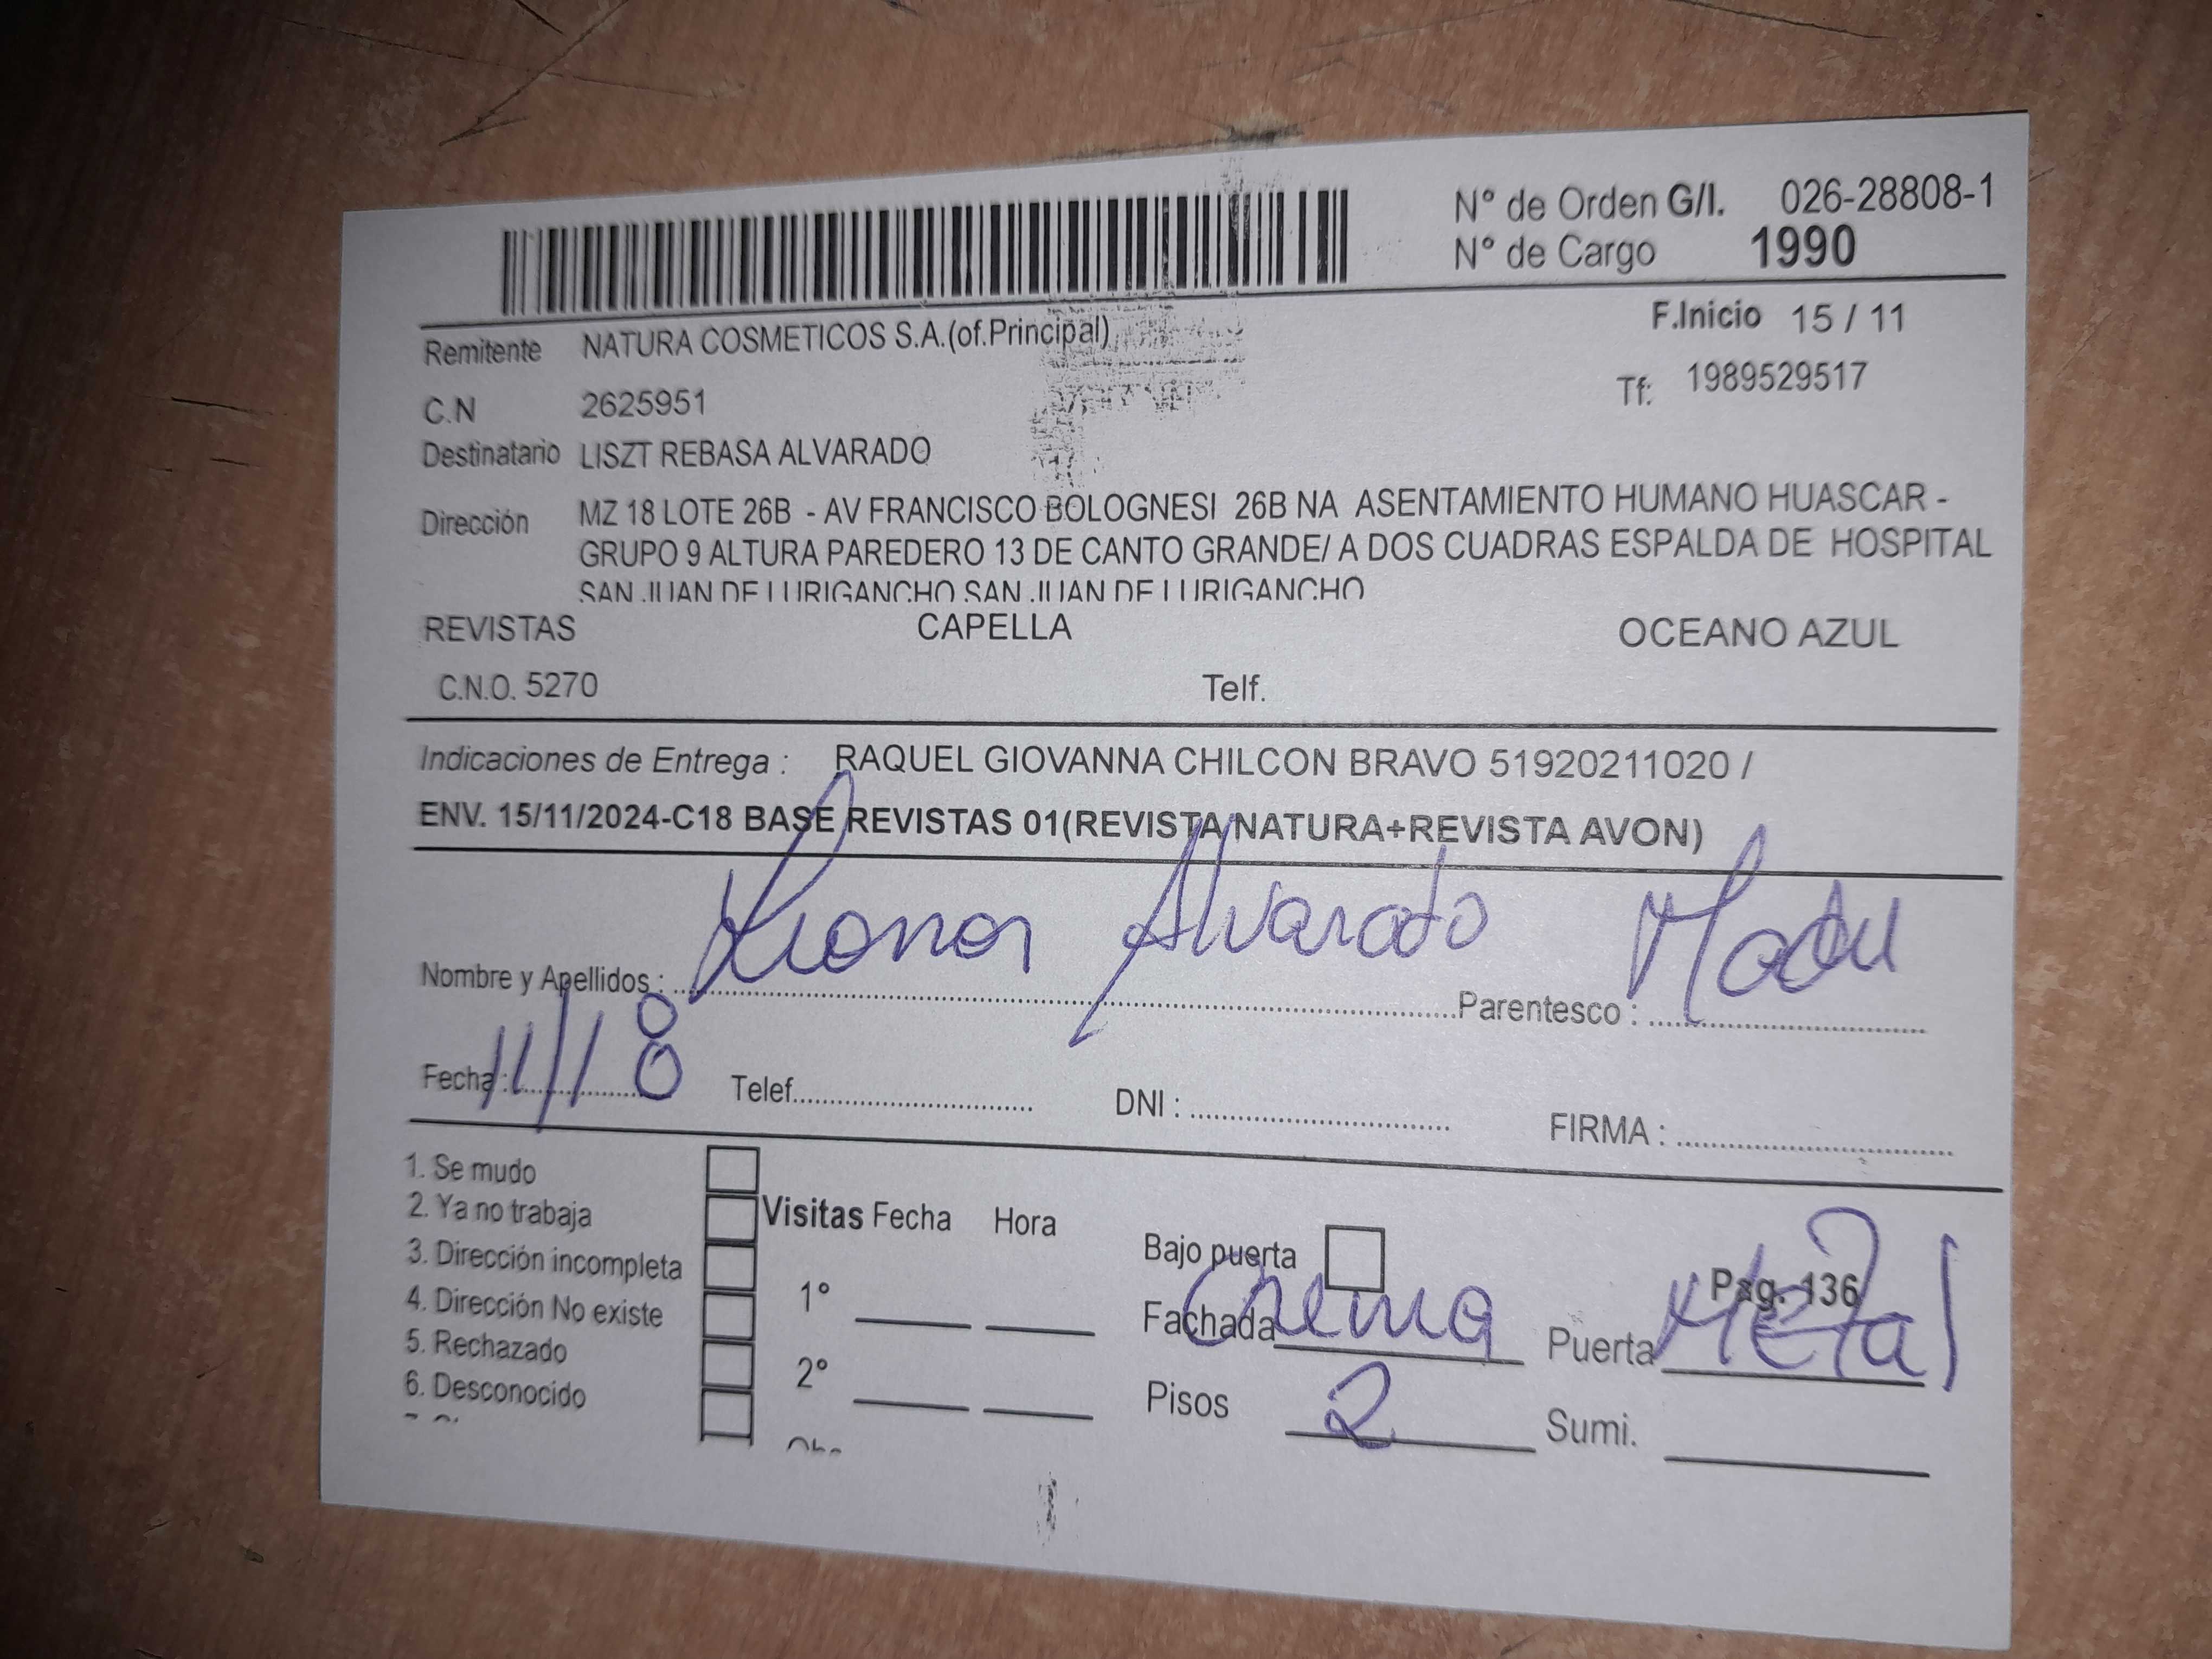 N° de Orden G/I. 026-28808-1
N° de Cargo 1990
F.Inicio 15 / 11
Remitente NATURA COSMETICOS S.A.(of.Principal)
Tf: 1989529517
C.N 2625951
Destinatario LISZT REBASA ALVARADO
Dirección MZ 18 LOTE 26B - AV FRANCISCO BOLOGNESI 26B NA ASENTAMIENTO HUMANO HUASCAR -
GRUPO 9 ALTURA PAREDERO 13 DE CANTO GRANDE/ A DOS CUADRAS ESPALDA DE HOSPITAL
SAN JUAN DE LURIGANCHO SAN JUAN DE LURIGANCHO
REVISTAS CAPELLA OCEANO AZUL
C.N.O. 5270 Telf.
Indicaciones de Entrega : RAQUEL GIOVANNA CHILCON BRAVO 51920211020 /
ENV. 15/11/2024-C18 BASE REVISTAS 01(REVISTA NATURA+REVISTA AVON)
Nombre y Apellidos : Leonor Alvarado Parentesco : Madre
Fecha : Telef. DNI : FIRMA :
1. Se mudo
2. Ya no trabaja
3. Dirección incompleta
4. Dirección No existe
5. Rechazado
6. Desconocido
Visitas Fecha Hora
1°
2°
Bajo puerta
Pag. 136
Fachada Crema Puerta Metal
Pisos 2 Sumi.